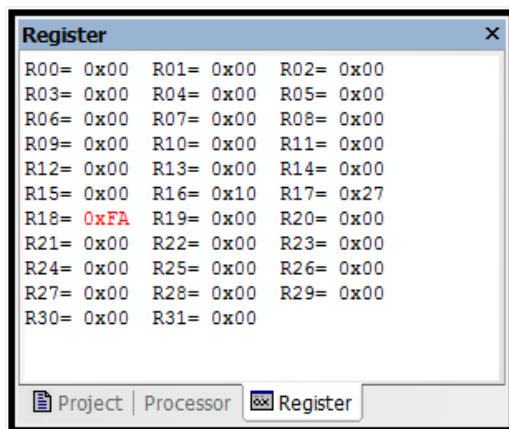 Register
R00= 0x00 R01= 0x00 R02= 0x00
R03= 0x00 R04= 0x00 R05= 0x00
R06= 0x00 R07= 0x00 R08= 0x00
R09= 0x00 R10= 0x00 R11= 0x00
R12= 0x00 R13= 0x00 R14= 0x00
R15= 0x00 R16= 0x10 R17= 0x27
R18= 0xFA R19= 0x00 R20= 0x00
R21= 0x00 R22= 0x00 R23= 0x00
R24= 0x00 R25= 0x00 R26= 0x00
R27= 0x00 R28= 0x00 R29= 0x00
R30= 0x00 R31= 0x00
Project Processor Register